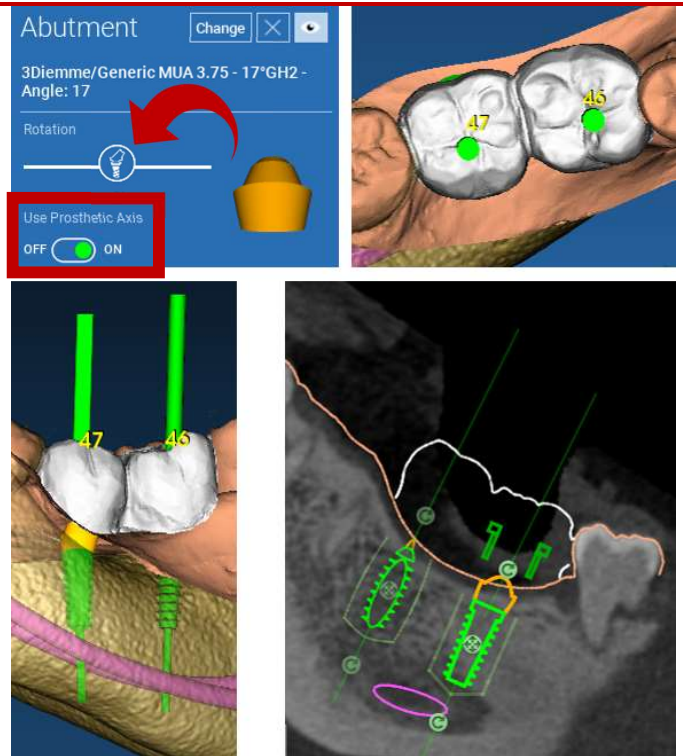 Abutment
Change
3Diemme/Generic MUA 3.75 - 17°GH2 -
Angle: 17
Rotation
Use Prosthetic Axis
OFF ON
47
46
47
46